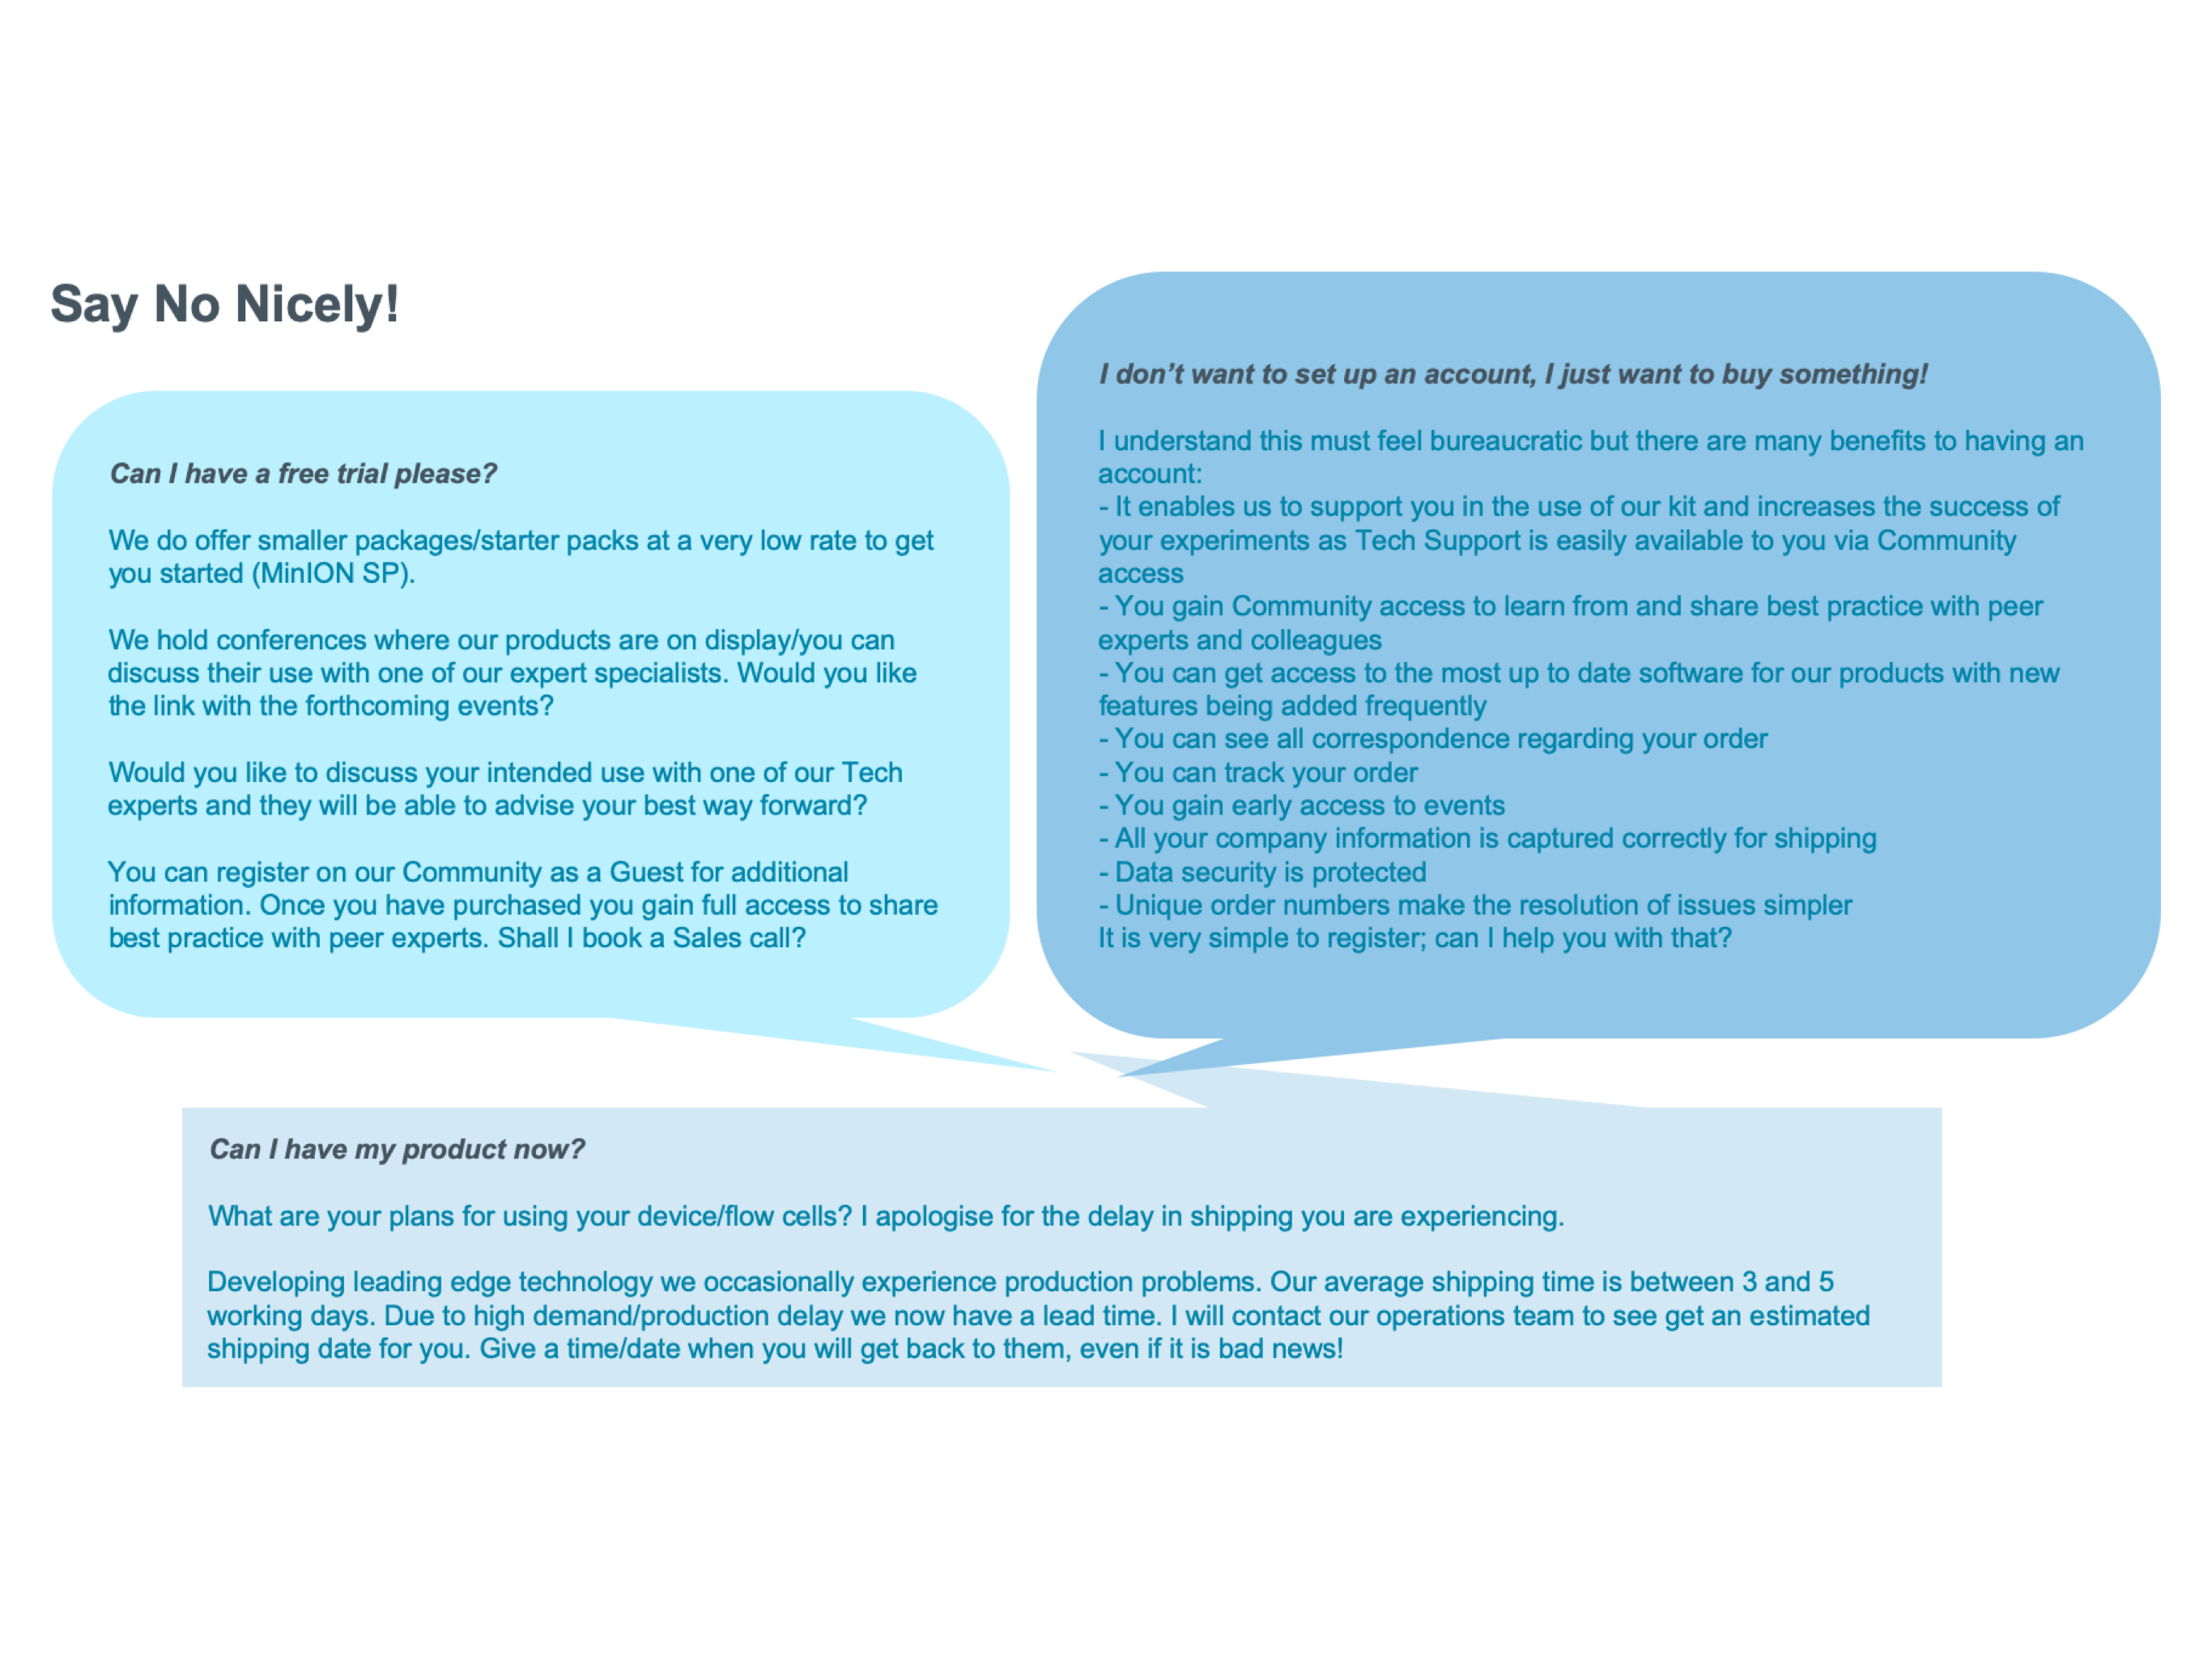 Say No Nicely!
Can I have a free trial please?
We do offer smaller packages/starter packs at a very low rate to get
you started (MinION SP).
We hold conferences where our products are on display/you can
discuss their use with one of our expert specialists. Would you like
the link with the forthcoming events?
Would you like to discuss your intended use with one of our Tech
experts and they will be able to advise your best way forward?
You can register on our Community as a Guest for additional
information. Once you have purchased you gain full access to share
best practice with peer experts. Shall I book a Sales call?
I don’t want to set up an account, I just want to buy something!
I understand this must feel bureaucratic but there are many benefits to having an
account:
- It enables us to support you in the use of our kit and increases the success of
your experiments as Tech Support is easily available to you via Community
access
- You gain Community access to learn from and share best practice with peer
experts and colleagues
- You can get access to the most up to date software for our products with new
features being added frequently
- You can see all correspondence regarding your order
- You can track your order
- You gain early access to events
- All your company information is captured correctly for shipping
- Data security is protected
- Unique order numbers make the resolution of issues simpler
It is very simple to register; can I help you with that?
Can I have my product now?
What are your plans for using your device/flow cells? I apologise for the delay in shipping you are experiencing.
Developing leading edge technology we occasionally experience production problems. Our average shipping time is between 3 and 5
working days. Due to high demand/production delay we now have a lead time. I will contact our operations team to see get an estimated
shipping date for you. Give a time/date when you will get back to them, even if it is bad news!